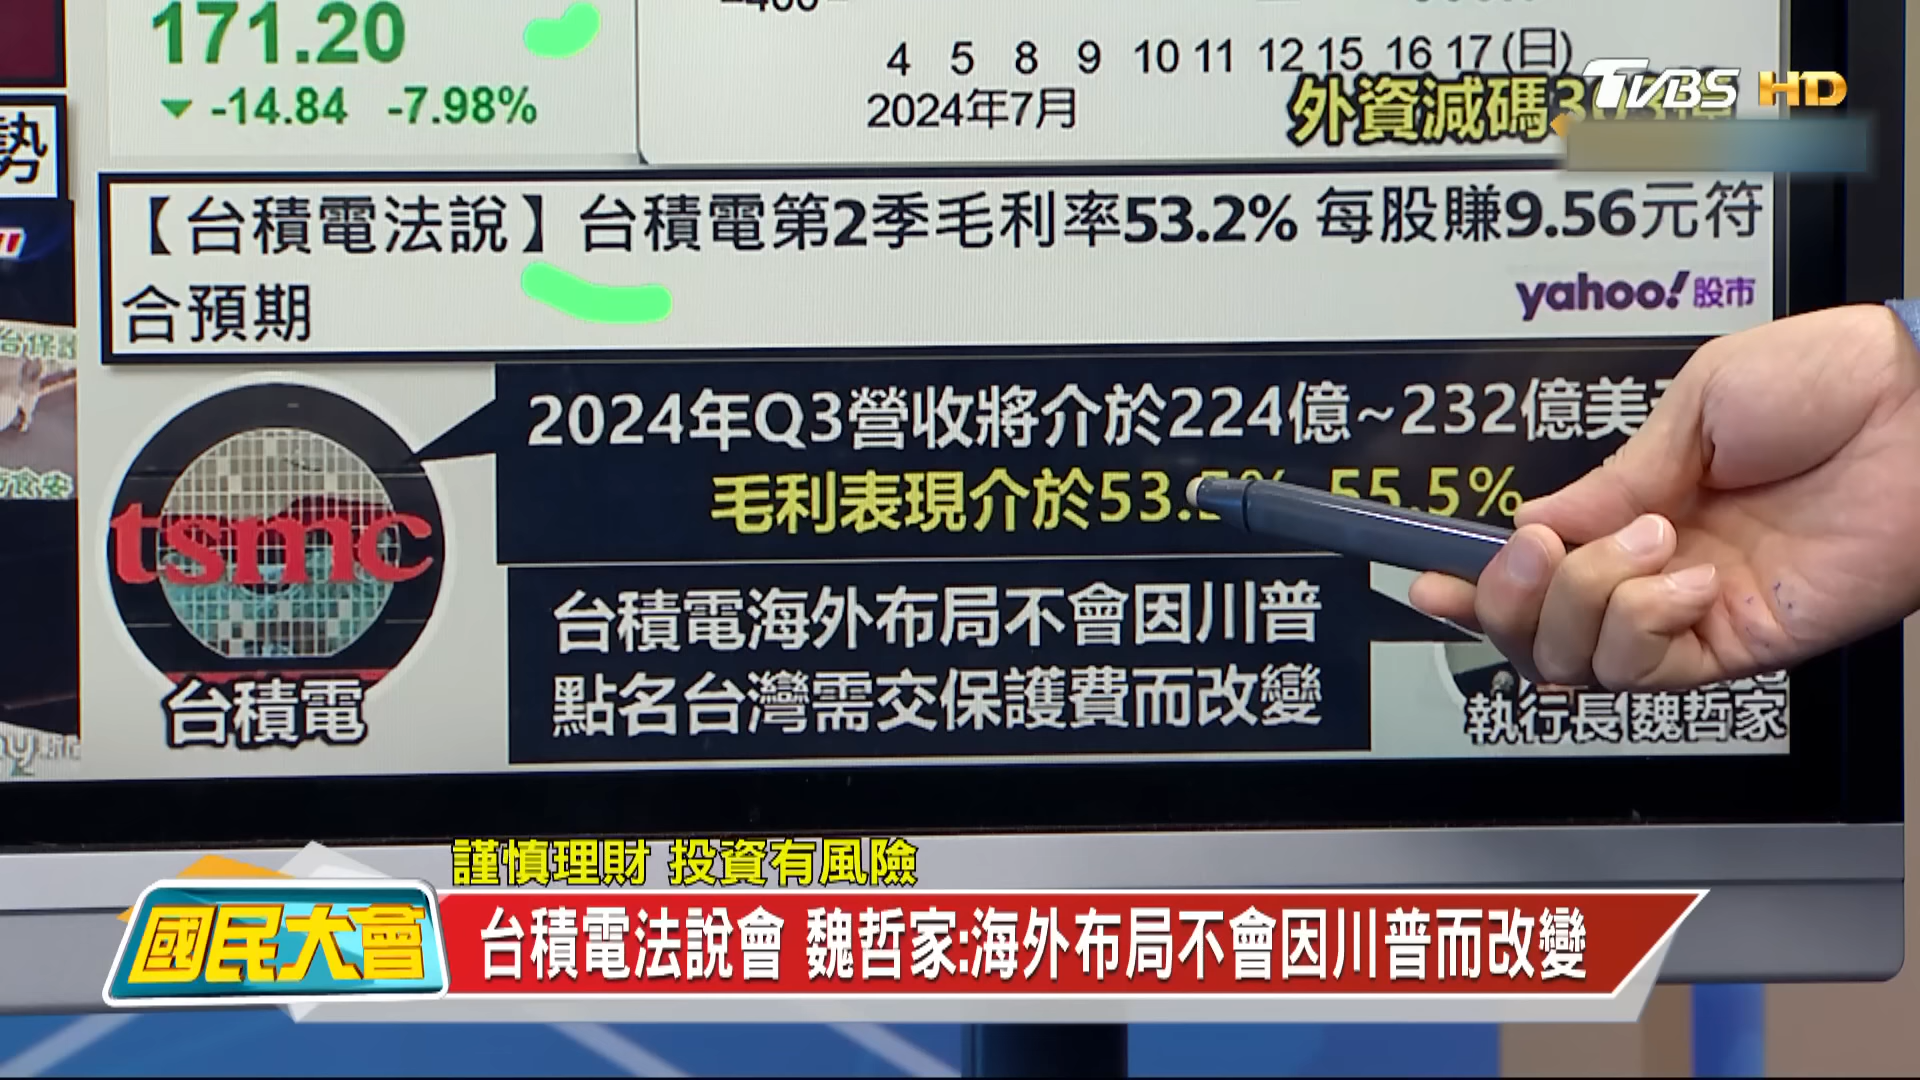 171.20
-14.84 -7.98%
4 5 8 9 10 11 12 15 16 17(日)
2024年7月
外資減碼
TVBS HD
勢
【台積電法說】台積電第2季毛利率53.2% 每股賺9.56元符
合預期
yahoo!股市
2024年Q3營收將介於224億~232億美
毛利表現介於53. 55.5%
tsmc
台積電
台積電海外布局不會因川普
點名台灣需交保護費而改變
執行長 魏哲家
謹慎理財 投資有風險
國民大會
台積電法說會 魏哲家:海外布局不會因川普而改變